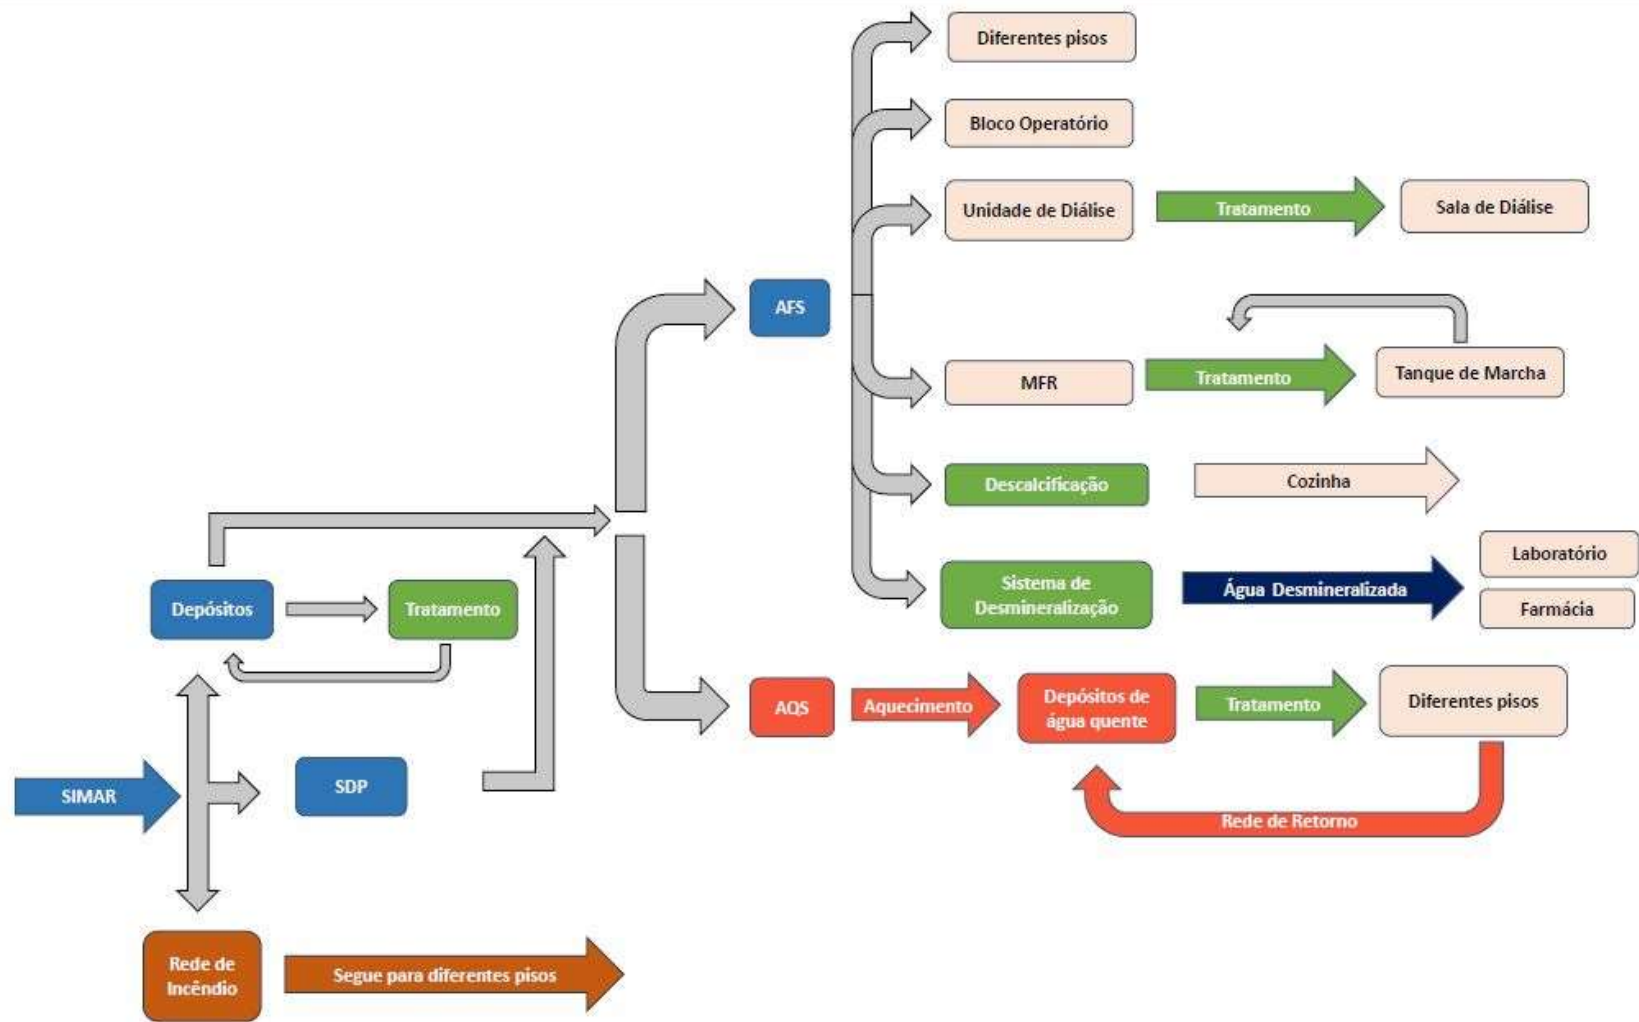 Diferentes pisos
Bloco Operatório
Unidade de Diálise
Tratamento
Sala de Diálise
AFS
MFR
Tratamento
Tanque de Marcha
Descalcificação
Cozinha
Depósitos
Tratamento
Sistema de
Desmineralização
Água Desmineralizada
Laboratório
Farmácia
AQS
Aquecimento
Depósitos de
água quente
Tratamento
Diferentes pisos
Rede de Retorno
SIMAR
SDP
Rede de
Incêndio
Segue para diferentes pisos